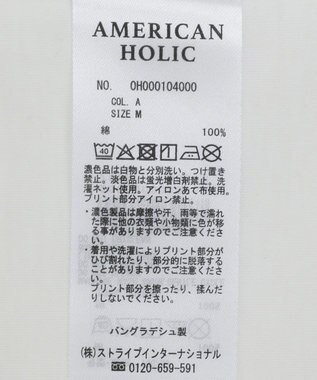 AMERICAN
HOLIC
NO. 0H000104000
COL. A
SIZE M
綿 100%
40
濃色品は白物と分別洗い。つけ置き
禁止。淡色品は蛍光増白剤禁止。洗
濯ネット使用。アイロンあて布使用。
プリント部分アイロン禁止
・濃色製品は摩擦や汗、雨等で濡れ
た際に他の衣類や小物類に色が移
る事がありますのでご注意ください。
・着用や洗濯によりプリント部分が
ひび割れたり、部分的に脱落する
ことがありますのでご注意くださ
い。
プリント部分を擦ったり、揉んだ
りしないでください。
バングラデシュ製
(株)ストライプインターナショナル
0120-659-591